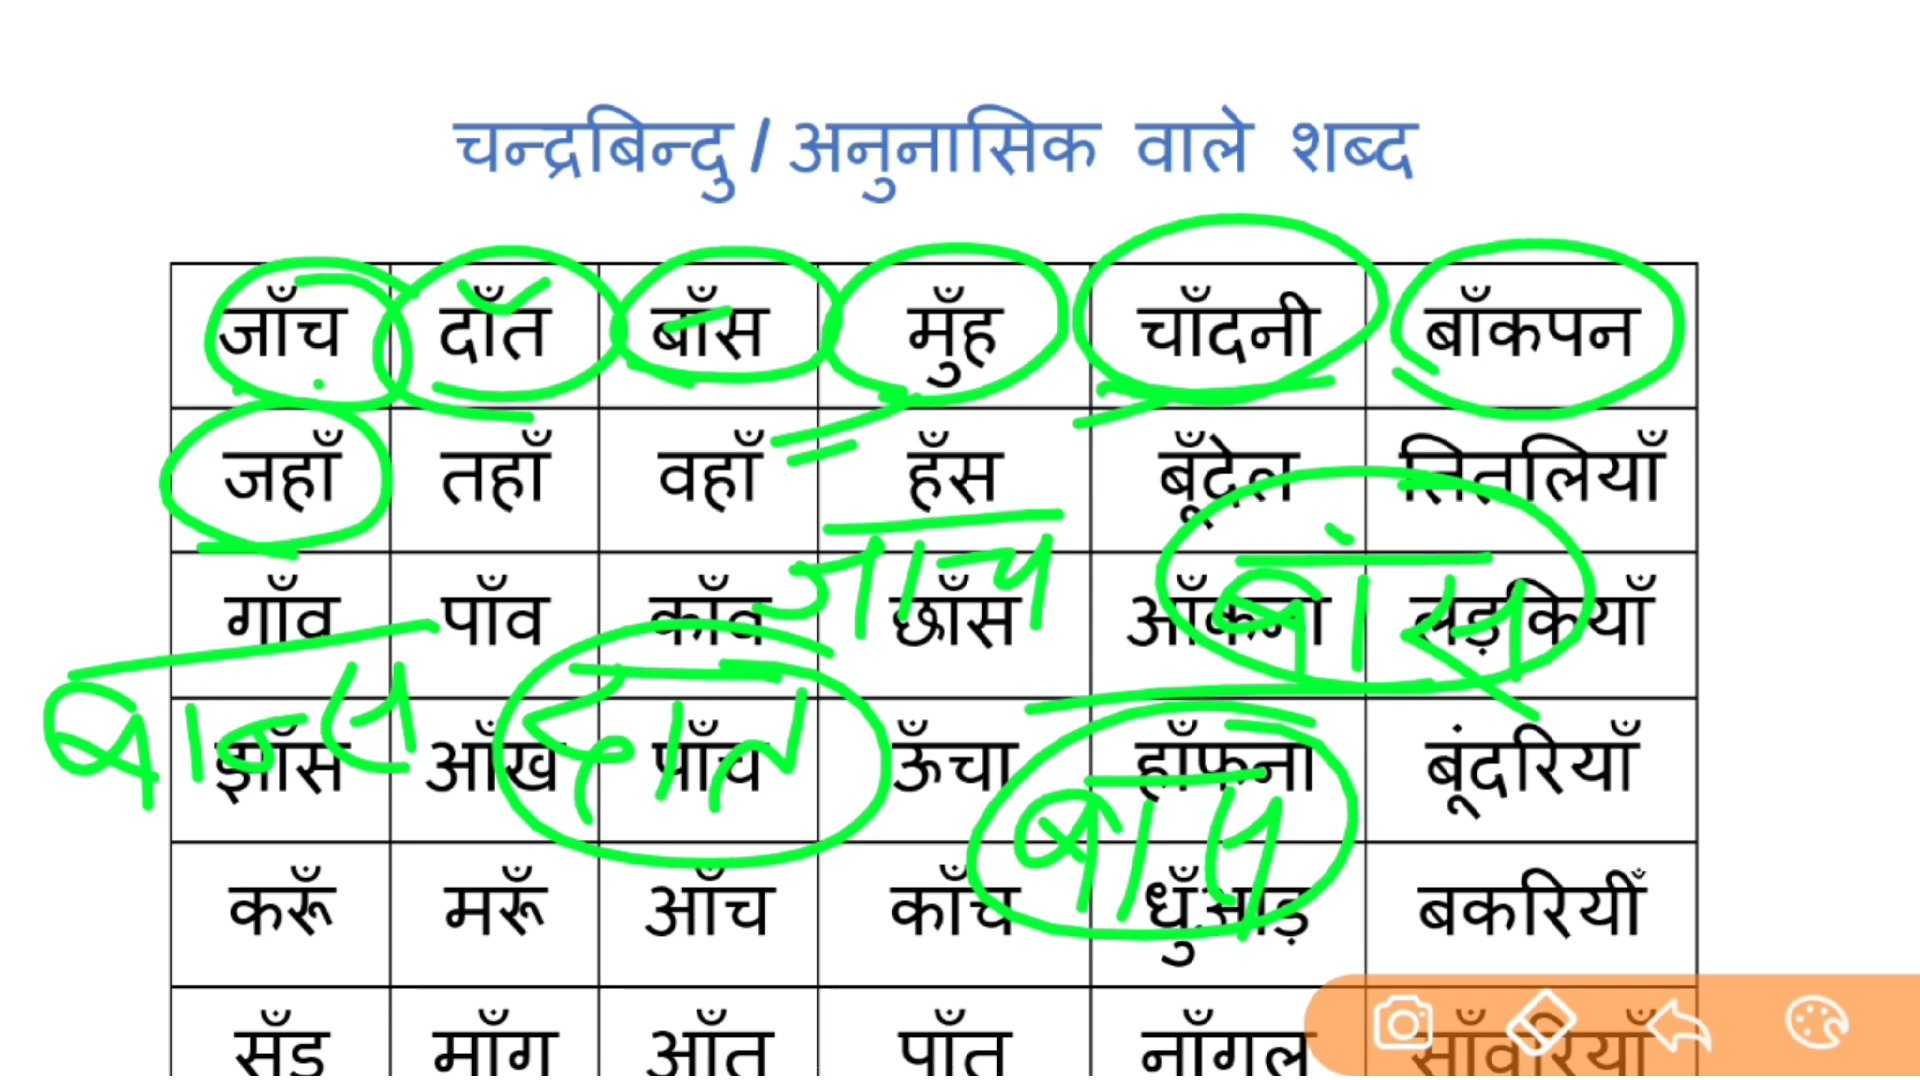 चन्द्रबिन्दु / अनुनासिक वाले शब्द
जाँच दाँत बाँस मुँह चाँदनी बाँकपन
जहाँ तहाँ वहाँ हँस बूँदेल तितलियाँ
गाँव पाँव काँव छाँस आँकना लड़कियाँ
जाच बांस
झाँस आँख पाँच ऊँचा हाँफना बूंदरियाँ
दात
करूँ मरूँ आँच काँच धुँआड़ बकरियीँ
सँड माँग आँत पाँत नाँगल साँवरियाँ